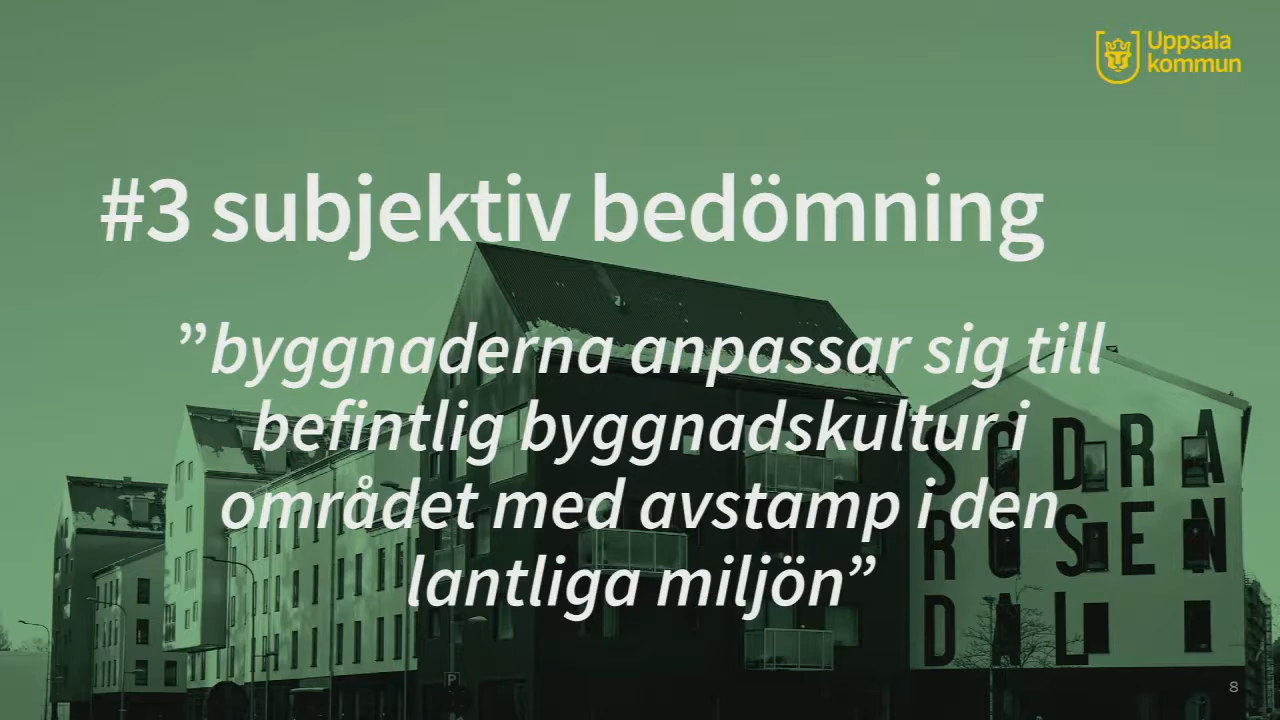 Uppsala
kommun
#3 subjektiv bedömning
”byggnaderna anpassar sig till
befintlig byggnadskultur i
området med avstamp i den
lantliga miljön”
SÖDRA
ROSEN
DAL
P
8